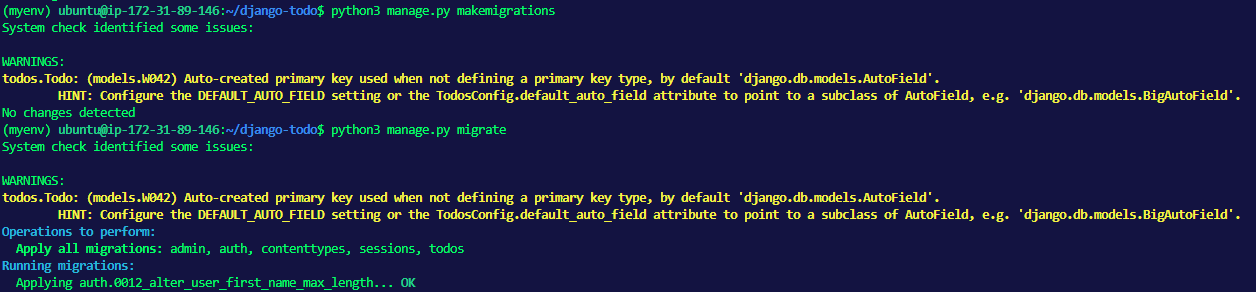 (myenv) ubuntu@ip-172-31-89-146:~/django-todo$ python3 manage.py makemigrations
System check identified some issues:
WARNINGS:
todos.Todo: (models.W042) Auto-created primary key used when not defining a primary key type, by default 'django.db.models.AutoField'.
HINT: Configure the DEFAULT_AUTO_FIELD setting or the TodosConfig.default_auto_field attribute to point to a subclass of AutoField, e.g. 'django.db.models.BigAutoField'.
No changes detected
(myenv) ubuntu@ip-172-31-89-146:~/django-todo$ python3 manage.py migrate
System check identified some issues:
WARNINGS:
todos.Todo: (models.W042) Auto-created primary key used when not defining a primary key type, by default 'django.db.models.AutoField'.
HINT: Configure the DEFAULT_AUTO_FIELD setting or the TodosConfig.default_auto_field attribute to point to a subclass of AutoField, e.g. 'django.db.models.BigAutoField'.
Operations to perform:
Apply all migrations: admin, auth, contenttypes, sessions, todos
Running migrations:
Applying auth.0012_alter_user_first_name_max_length... OK